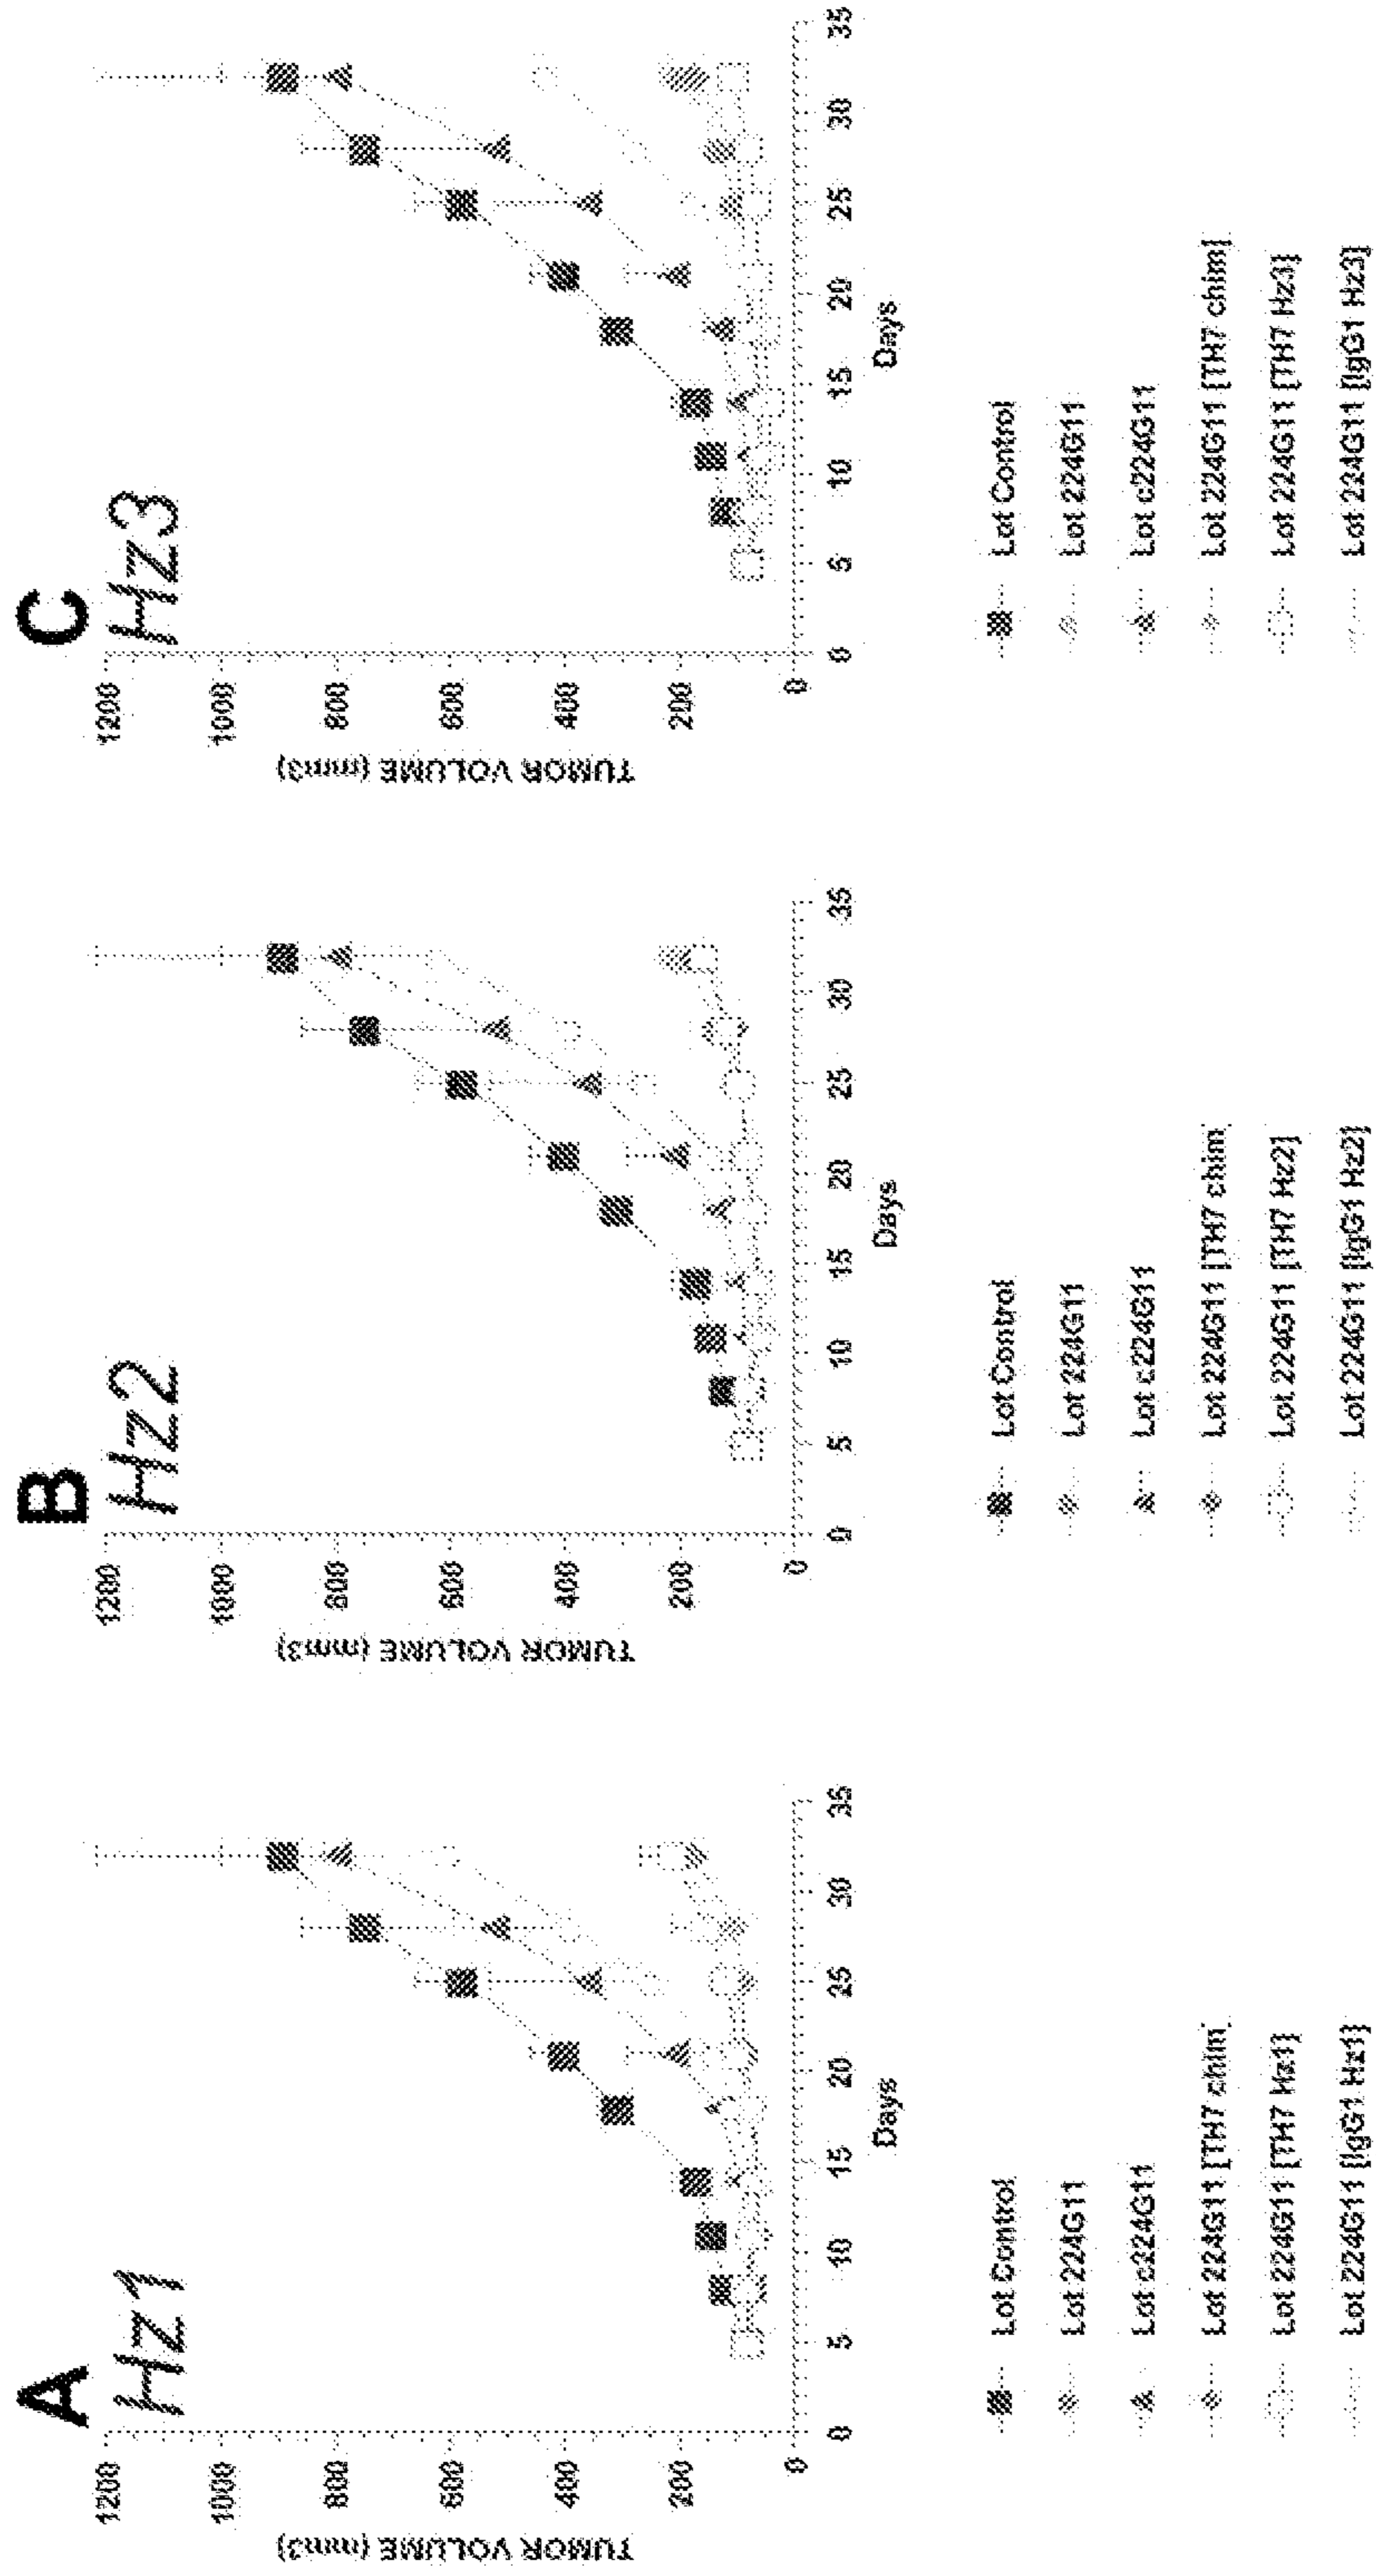 A
Hz1
TUMOR VOLUME (mm3)
1200
1000
800
600
400
200
0
0 5 10 15 20 25 30 35
Days
Lot Control
Lot 224G11
Lot c224G11
Lot 224G11 [TH7 chim]
Lot 224G11 [TH7 Hz1]
Lot 224G11 [IgG1 Hz1]
B
Hz2
TUMOR VOLUME (mm3)
1200
1000
800
600
400
200
0
0 5 10 15 20 25 30 35
Days
Lot Control
Lot 224G11
Lot c224G11
Lot 224G11 [TH7 chim]
Lot 224G11 [TH7 Hz2]
Lot 224G11 [IgG1 Hz2]
C
Hz3
TUMOR VOLUME (mm3)
1200
1000
800
600
400
200
0
0 5 10 15 20 25 30 35
Days
Lot Control
Lot 224G11
Lot c224G11
Lot 224G11 [TH7 chim]
Lot 224G11 [TH7 Hz3]
Lot 224G11 [IgG1 Hz3]